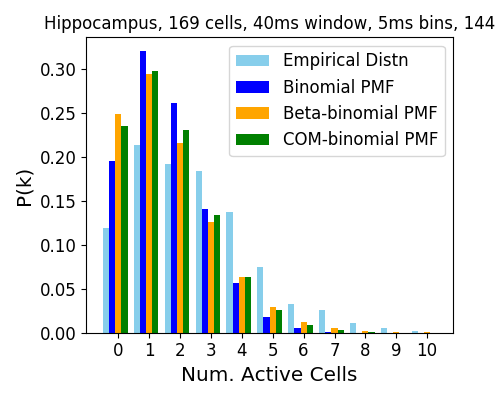 Hippocampus, 169 cells, 40ms window, 5ms bins, 144
Empirical Distn
Binomial PMF
Beta-binomial PMF
COM-binomial PMF
P(k)
0.30
0.25
0.20
0.15
0.10
0.05
0.00
0 1 2 3 4 5 6 7 8 9 10
Num. Active Cells